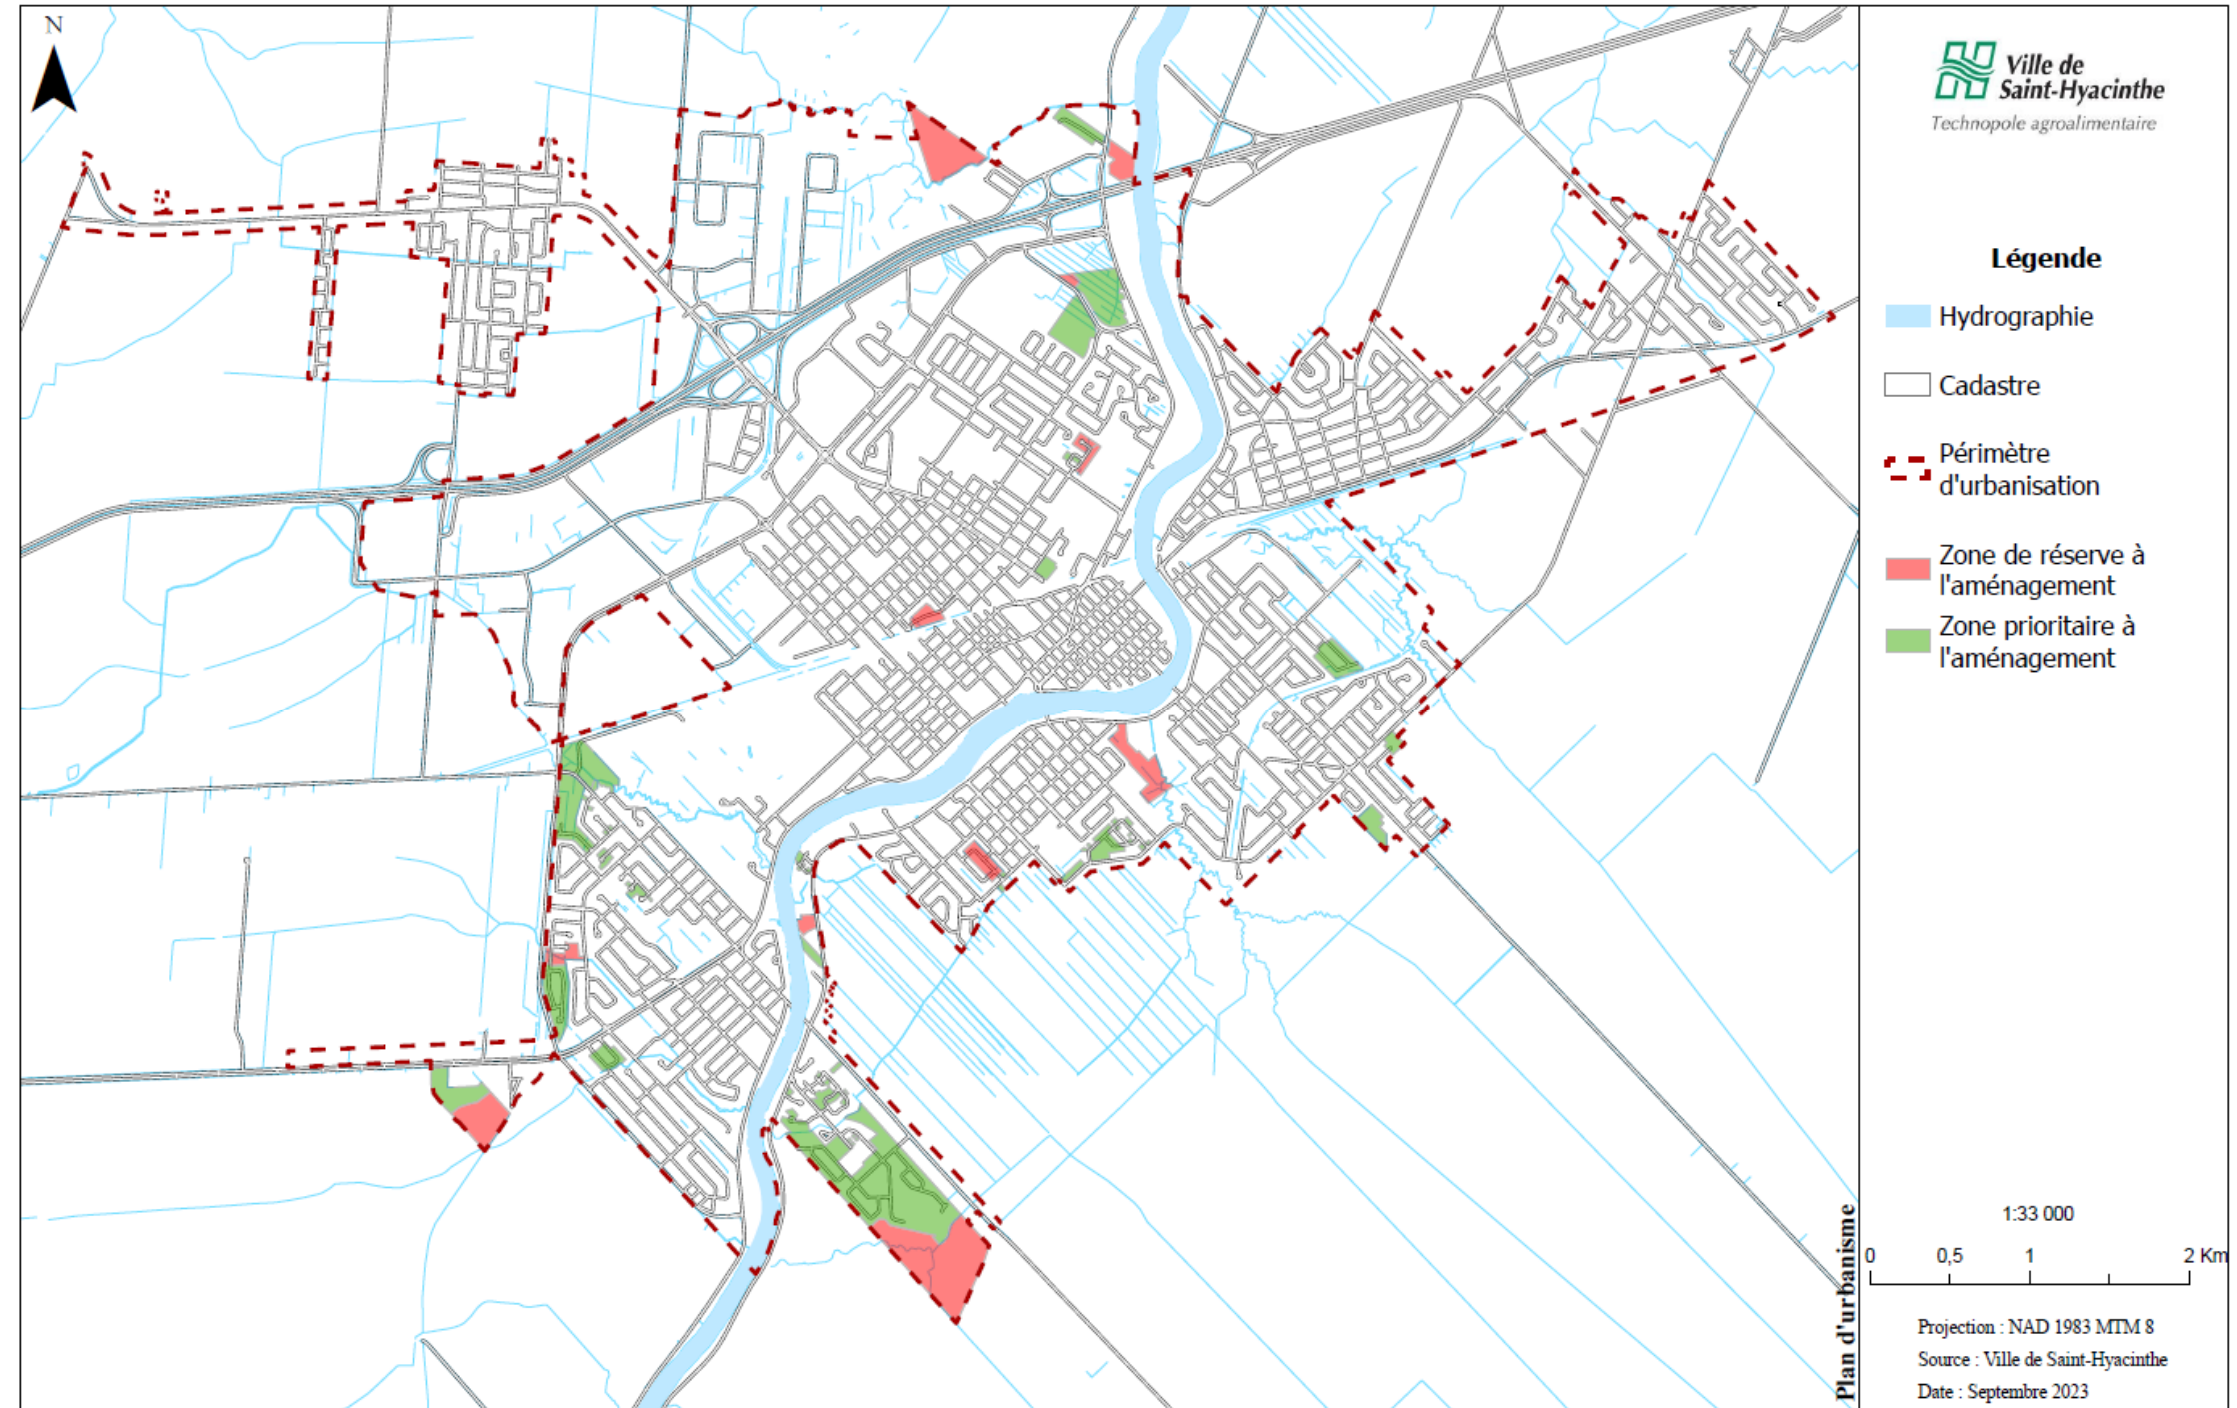 N
Ville de
Saint-Hyacinthe
Technopole agroalimentaire
Légende
Hydrographie
Cadastre
Périmètre
d'urbanisation
Zone de réserve à
l'aménagement
Zone prioritaire à
l'aménagement
1:33 000
0 0,5 1 2 Km
Projection : NAD 1983 MTM 8
Source : Ville de Saint-Hyacinthe
Date : Septembre 2023
Plan d'urbanisme